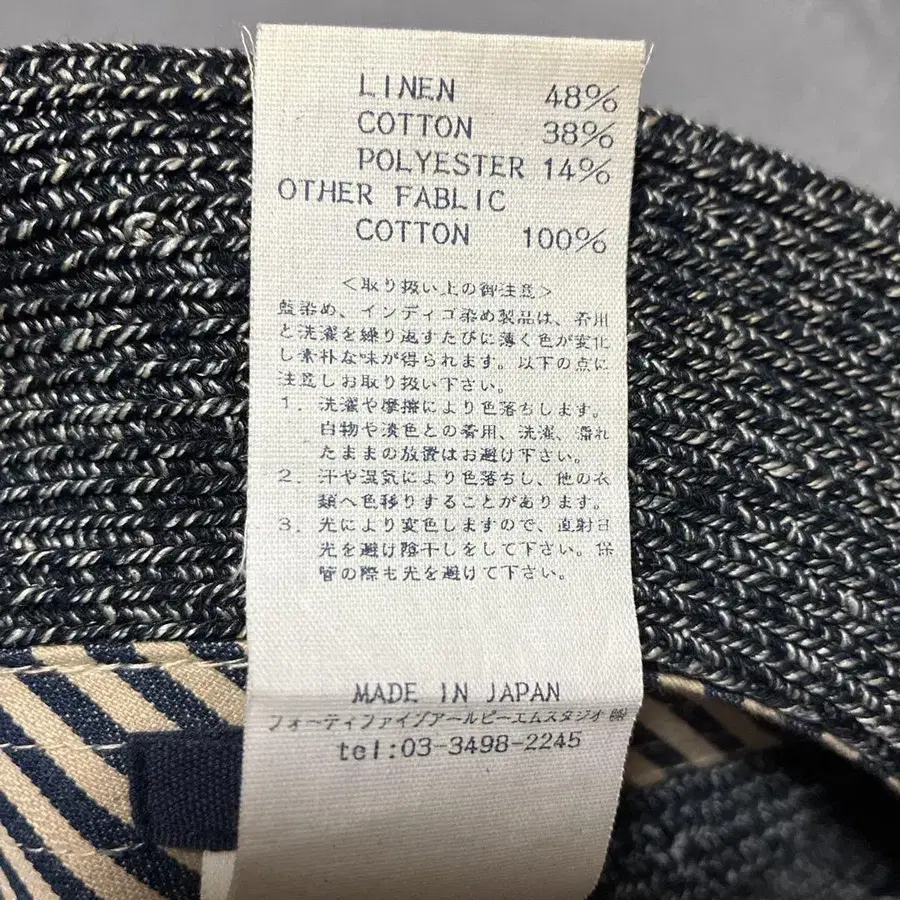 LINEN 48%
COTTON 38%
POLYESTER 14%
OTHER FABLIC
COTTON 100%
＜取り扱い上の御注意＞
藍染め、インディゴ染め製品は、着用
と洗濯を繰り返すたびに薄く色が変化
し素朴な味が得られます。以下の点に
注意しお取り扱い下さい。
1. 洗濯や摩擦により色落ちします。
白物や淡色との着用、洗濯、濡れ
たままの放置はお避け下さい。
2. 汗や湿気により色落ちし、他の衣
類へ色移りすることがあります。
3. 光により変色しますので、直射日
光を避け陰干しをして下さい。保
管の際も光を避けて下さい。
MADE IN JAPAN
フォーティファイブアールピーエムスタジオ㈱
tel:03-3498-2245